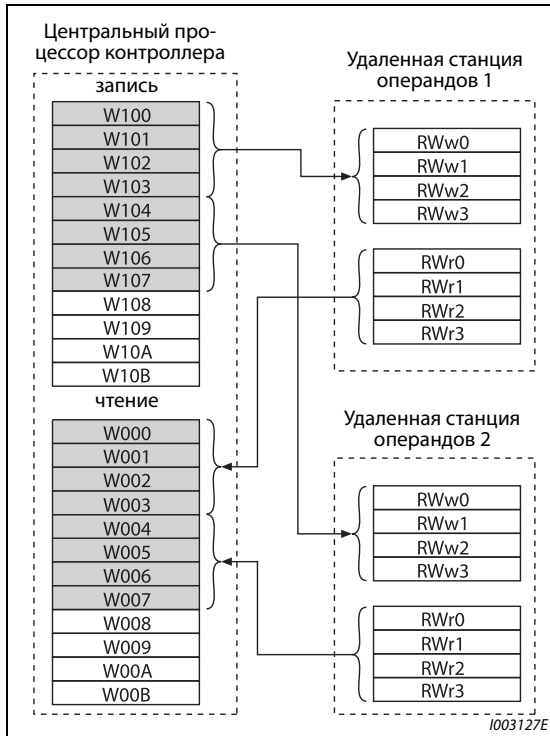 Центральный про-
цессор контроллера
запись
W100
W101
W102
W103
W104
W105
W106
W107
W108
W109
W10A
W10B
чтение
W000
W001
W002
W003
W004
W005
W006
W007
W008
W009
W00A
W00B
Удаленная станция
операндов 1
RWw0
RWw1
RWw2
RWw3
RWr0
RWr1
RWr2
RWr3
Удаленная станция
операндов 2
RWw0
RWw1
RWw2
RWw3
RWr0
RWr1
RWr2
RWr3
I003127E